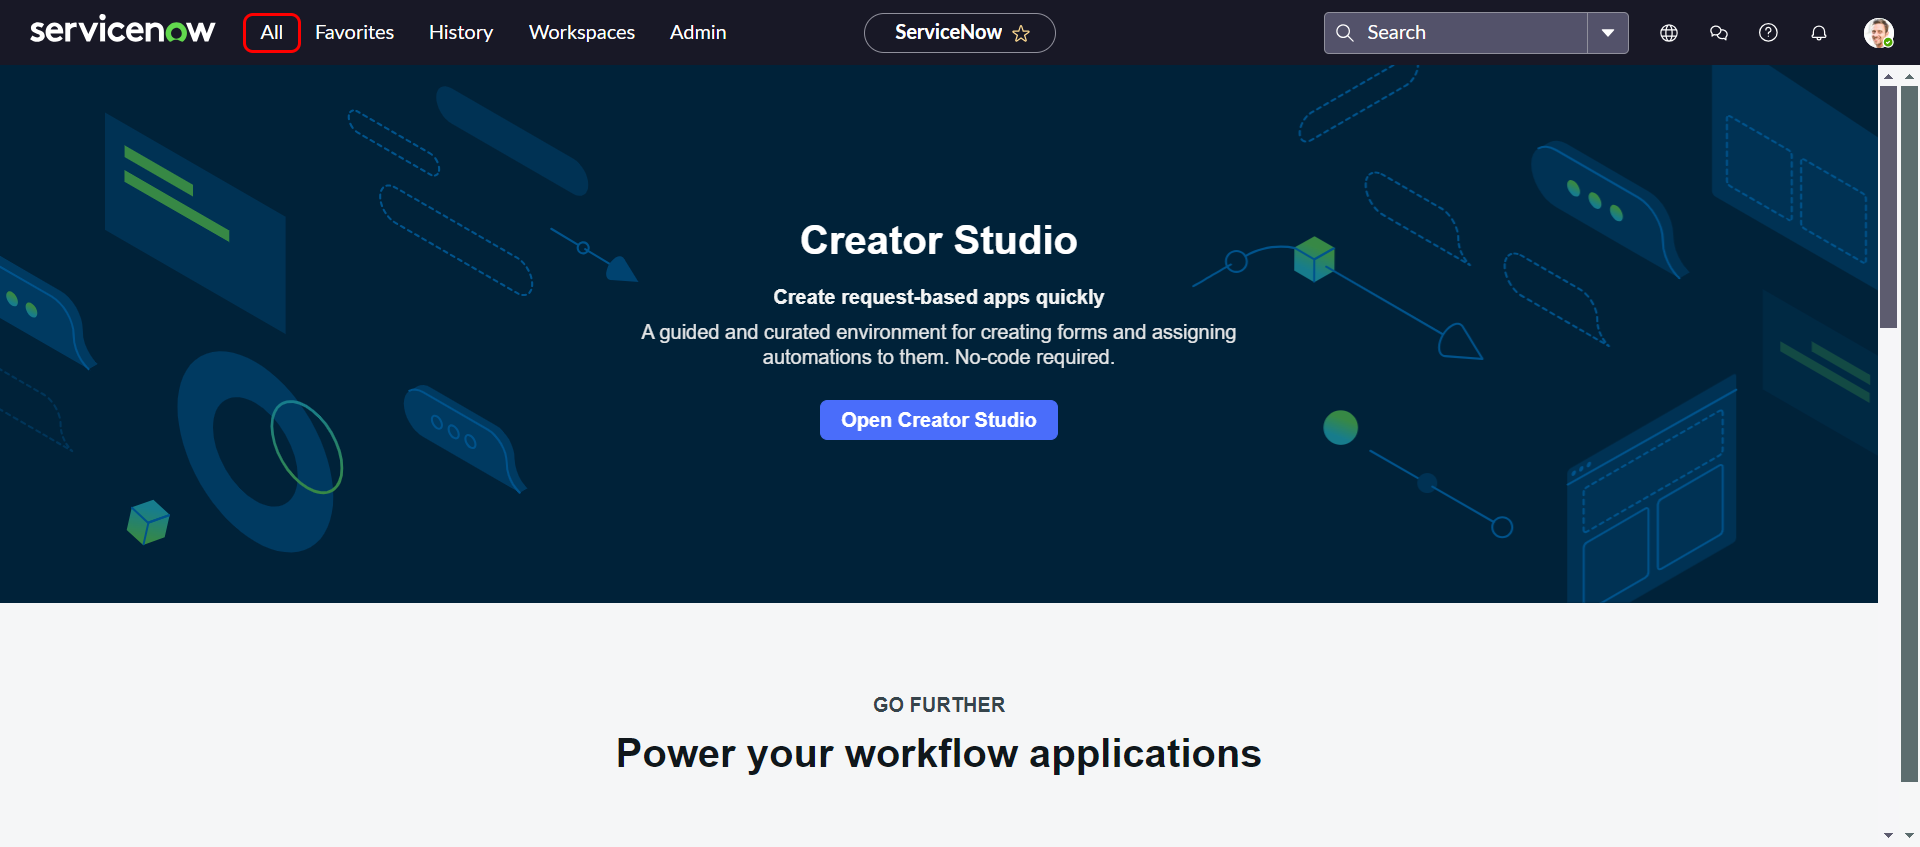 servicenow All Favorites History Workspaces Admin ServiceNow Search
Creator Studio
Create request-based apps quickly
A guided and curated environment for creating forms and assigning
automations to them. No-code required.
Open Creator Studio
GO FURTHER
Power your workflow applications